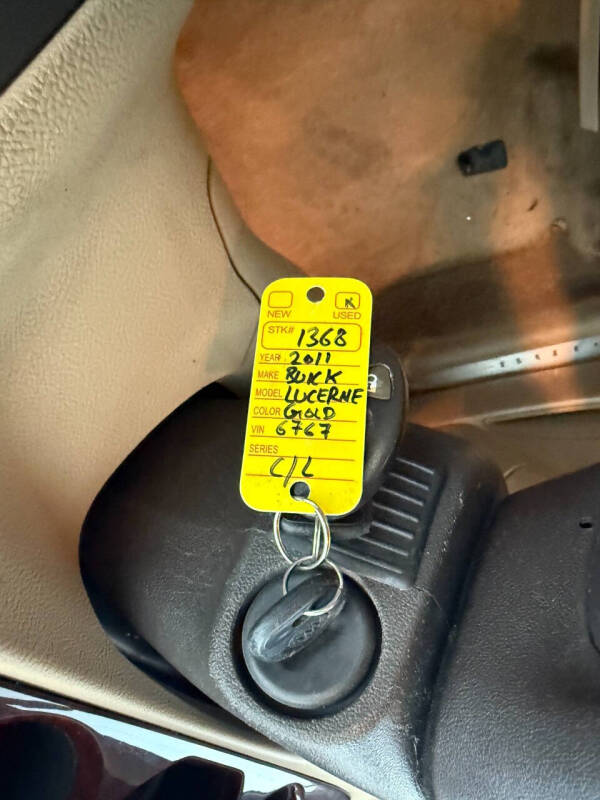 NEW USED
STK# 1368
YEAR 2011
MAKE BUICK
MODEL LUCERNE
COLOR GOLD
VIN 6767
SERIES
C/L